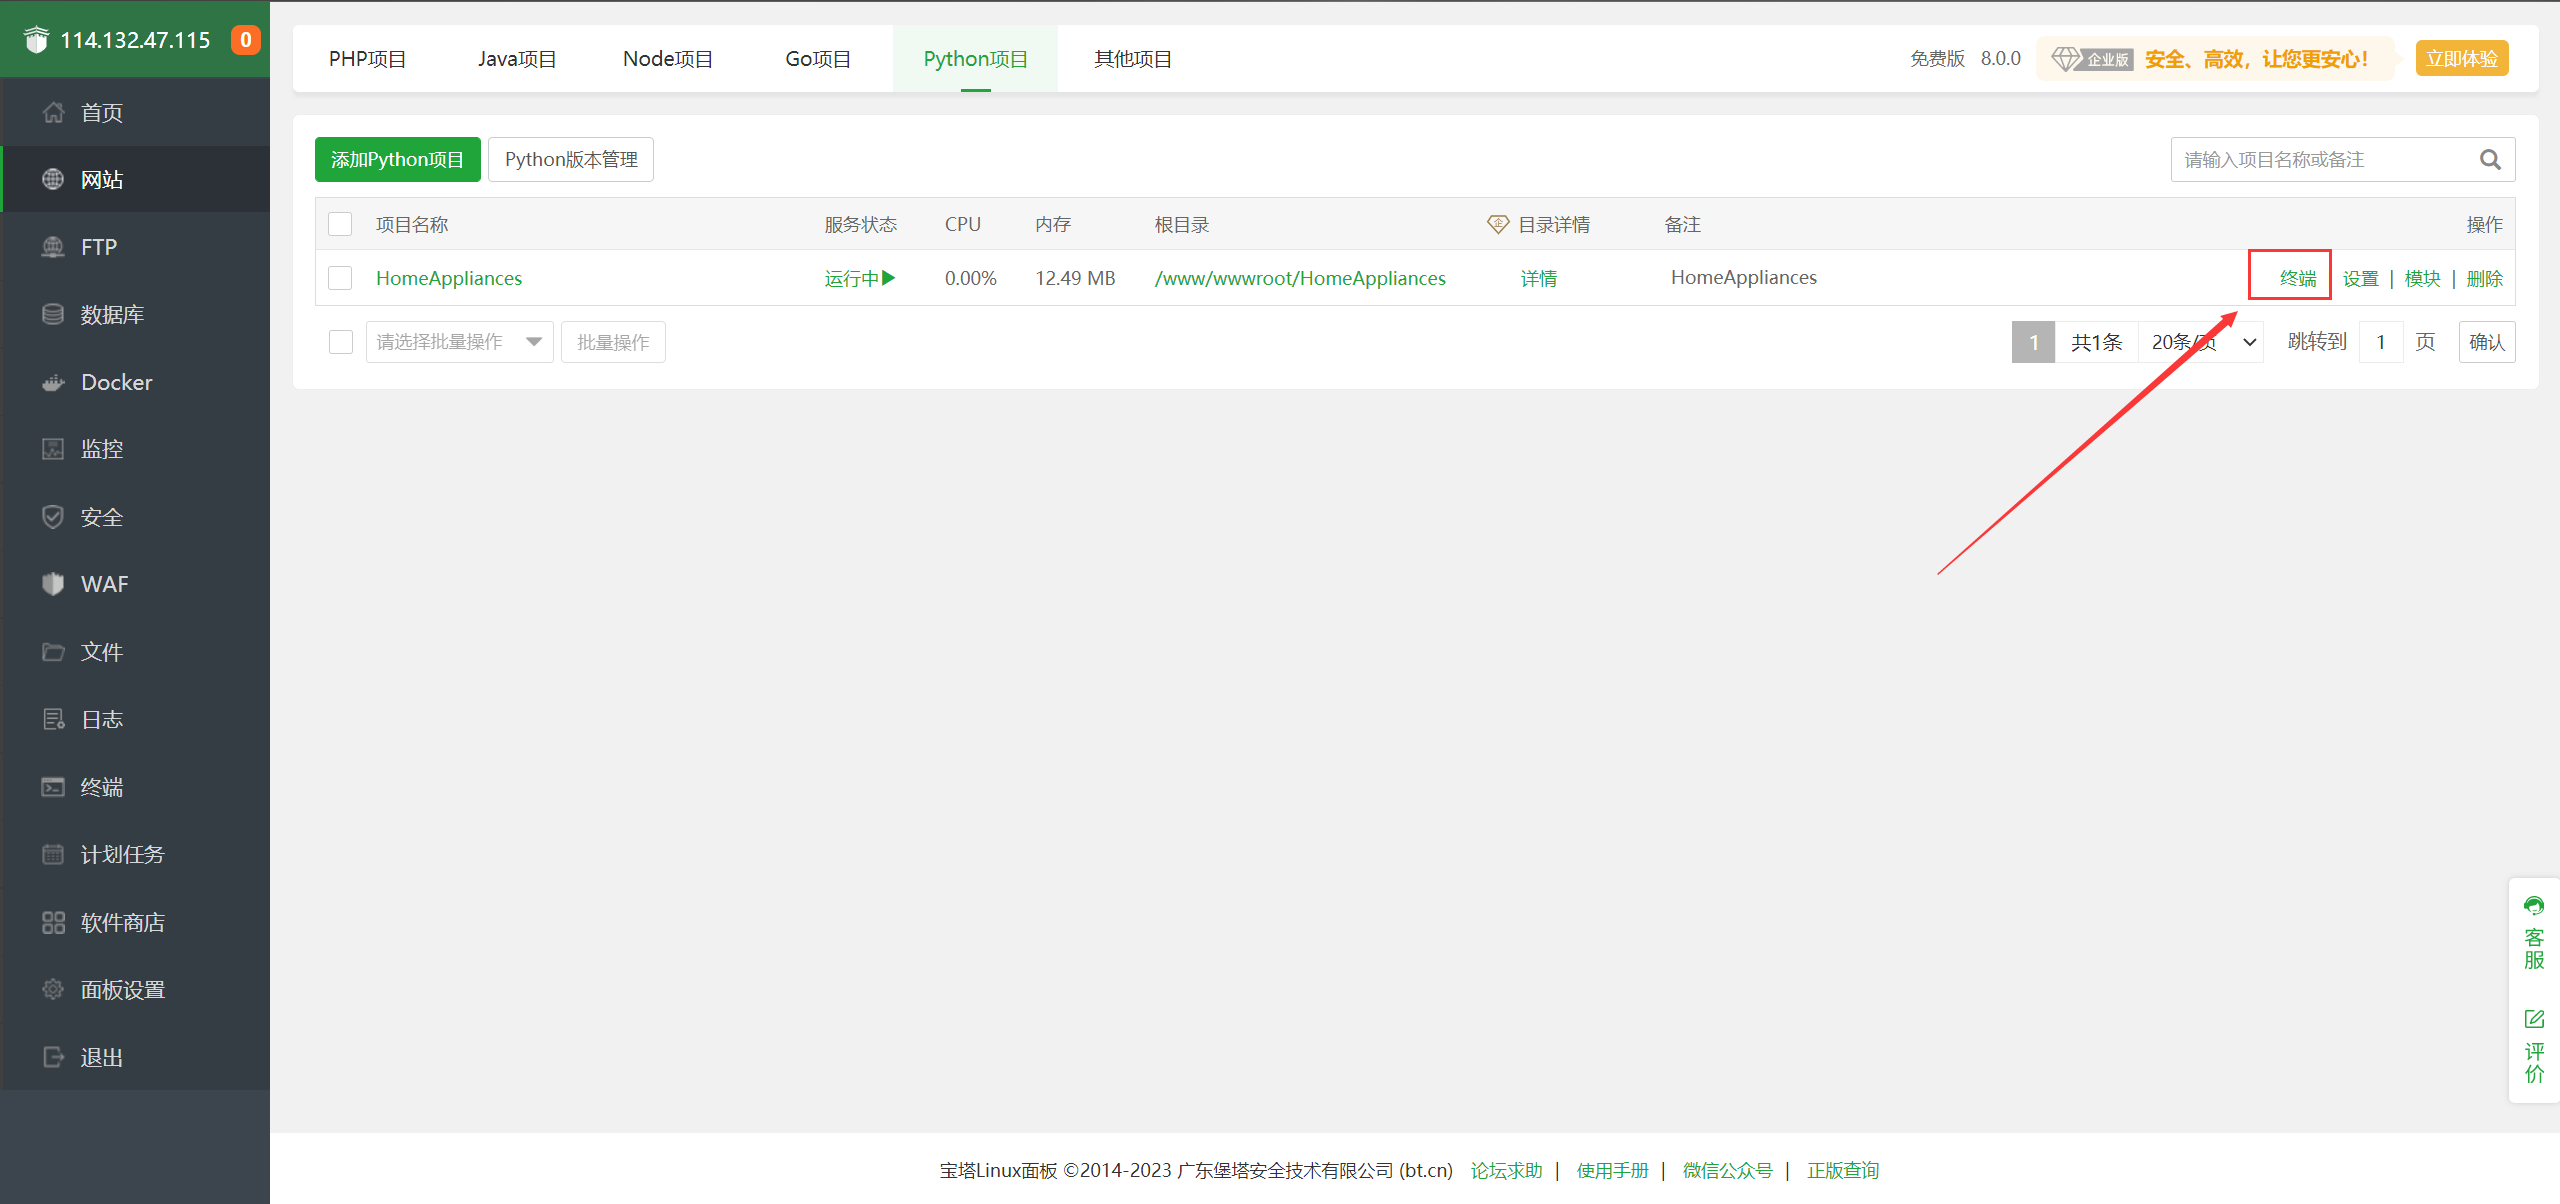 114.132.47.115 0
首页
网站
FTP
数据库
Docker
监控
安全
WAF
文件
日志
终端
计划任务
软件商店
面板设置
退出
PHP项目 Java项目 Node项目 Go项目 Python项目 其他项目
免费版 8.0.0 企业版 安全、高效，让您更安心！ 立即体验
添加Python项目 Python版本管理 请输入项目名称或备注
项目名称 服务状态 CPU 内存 根目录 企 目录详情 备注 操作
HomeAppliances 运行中 0.00% 12.49 MB /www/wwwroot/HomeAppliances 详情 HomeAppliances 终端 设置 | 模块 | 删除
请选择批量操作 批量操作 1 共1条 20条/页 跳转到 1 页 确认
客服
评价
宝塔Linux面板 ©2014-2023 广东堡塔安全技术有限公司 (bt.cn) 论坛求助 | 使用手册 | 微信公众号 | 正版查询